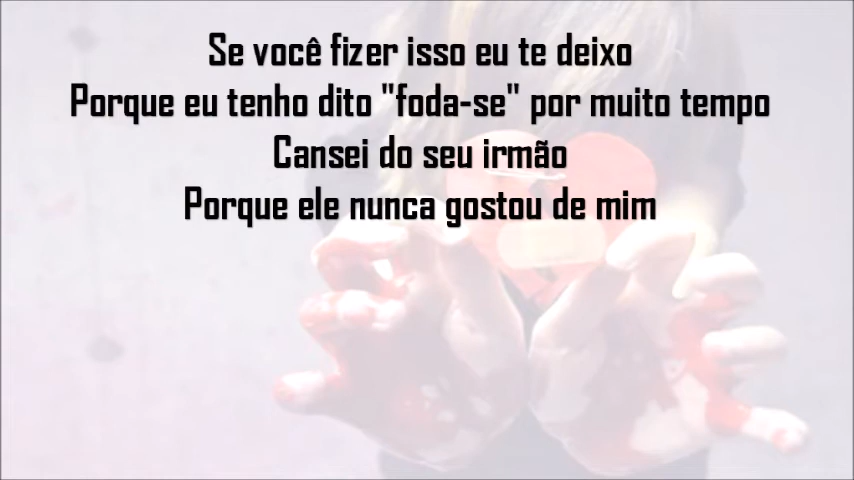 Se você fizer isso eu te deixo
Porque eu tenho dito "foda-se" por muito tempo
Cansei do seu irmão
Porque ele nunca gostou de mim